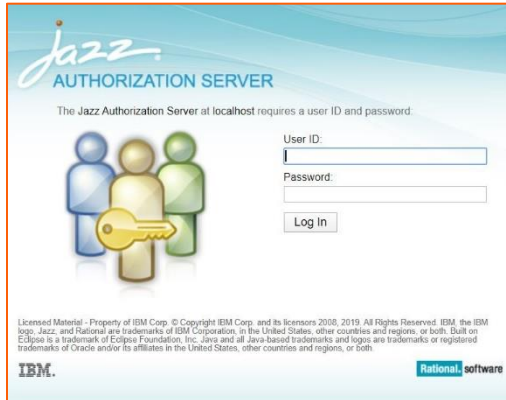 jazz
AUTHORIZATION SERVER
The Jazz Authorization Server at localhost requires a user ID and password:
User ID:
Password:
Log In
Licensed Material - Property of IBM Corp. © Copyright IBM Corp. and its licensors 2008, 2019. All Rights Reserved. IBM, the IBM
logo, Jazz, and Rational are trademarks of IBM Corporation, in the United States, other countries and regions, or both. Built on
Eclipse is a trademark of Eclipse Foundation, Inc. Java and all Java-based trademarks and logos are trademarks or registered
trademarks of Oracle and/or its affiliates in the United States, other countries and regions, or both.
IBM.
Rational. software